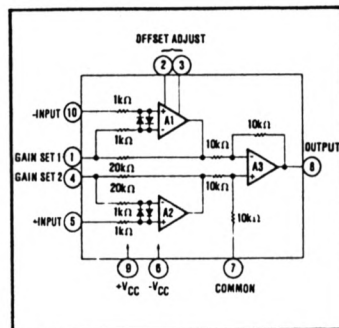 OFFSET ADJUST
2 3
1kΩ
-INPUT 10
A1
1kΩ
10kΩ
10kΩ
OUTPUT
GAIN SET 1 1
20kΩ
A3
8
GAIN SET 2 4
20kΩ
10kΩ
1kΩ
A2
10kΩ
+INPUT 5
1kΩ
9 6 7
+VCC -VCC COMMON